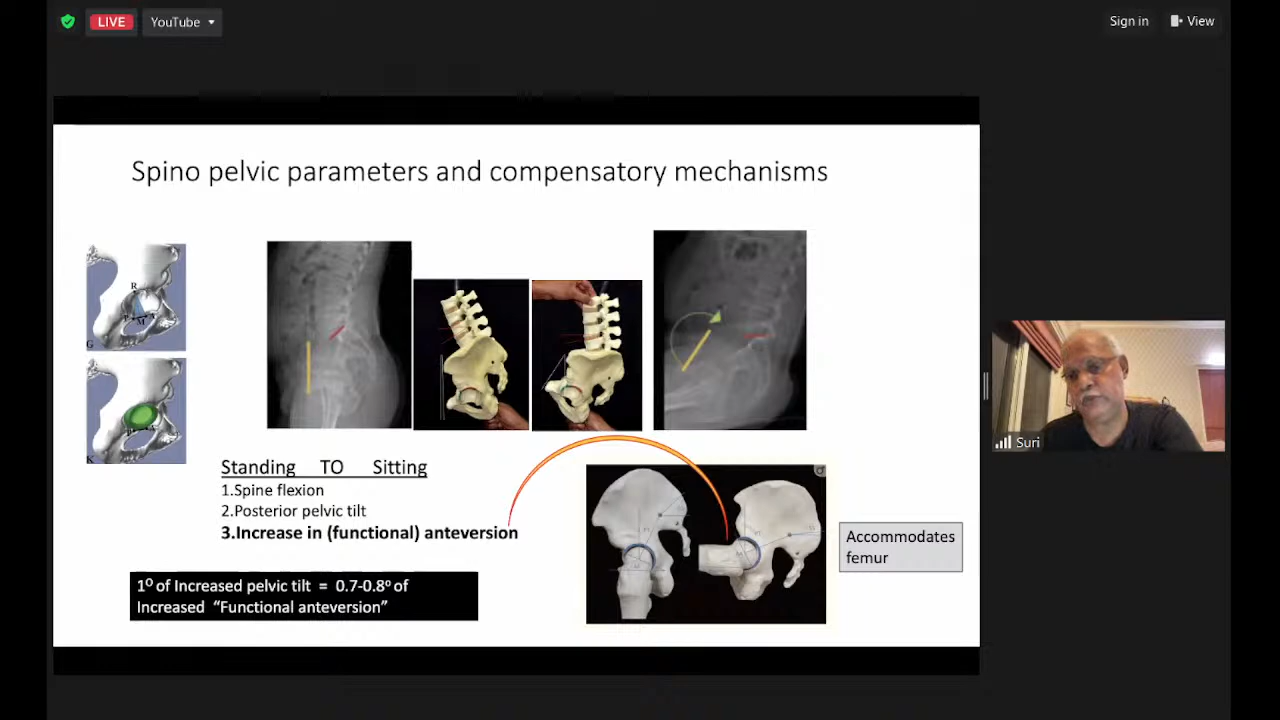 LIVE
YouTube
Sign in
View
Spino pelvic parameters and compensatory mechanisms
R
M
G
K
Standing TO Sitting
1.Spine flexion
2.Posterior pelvic tilt
3.Increase in (functional) anteversion
Accommodates
femur
1⁰ of Increased pelvic tilt = 0.7-0.8⁰ of
Increased “Functional anteversion”
Suri